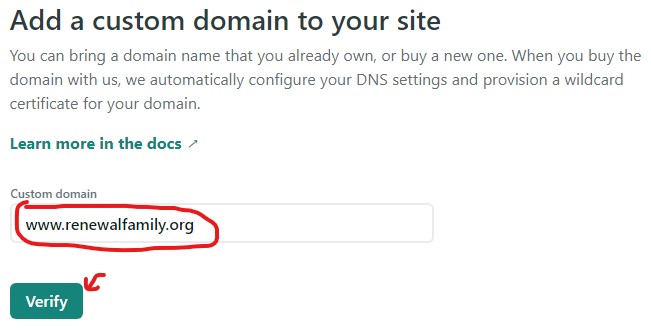 Add a custom domain to your site
You can bring a domain name that you already own, or buy a new one. When you buy the
domain with us, we automatically configure your DNS settings and provision a wildcard
certificate for your domain.
Learn more in the docs ↗
Custom domain
www.renewalfamily.org
Verify